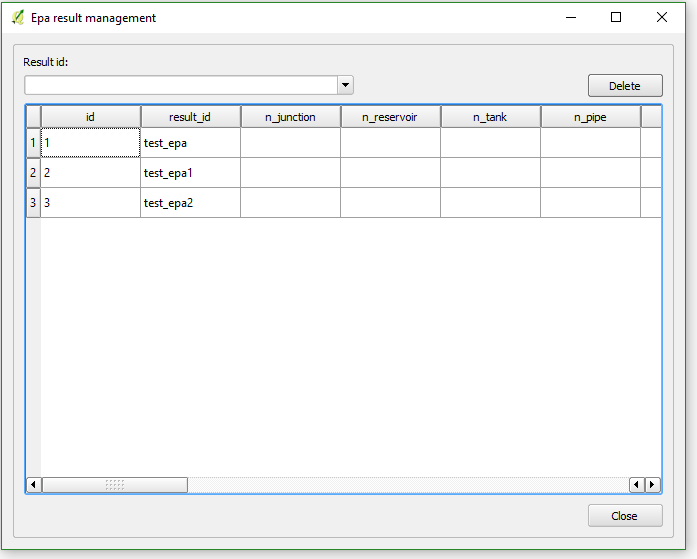 Epa result management
Result id:
Delete
id result_id n_junction n_reservoir n_tank n_pipe
1 1 test_epa
2 2 test_epa1
3 3 test_epa2
Close